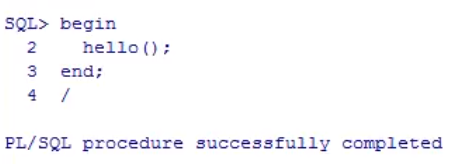 SQL> begin
  2    hello();
  3  end;
  4  /
PL/SQL procedure successfully completed